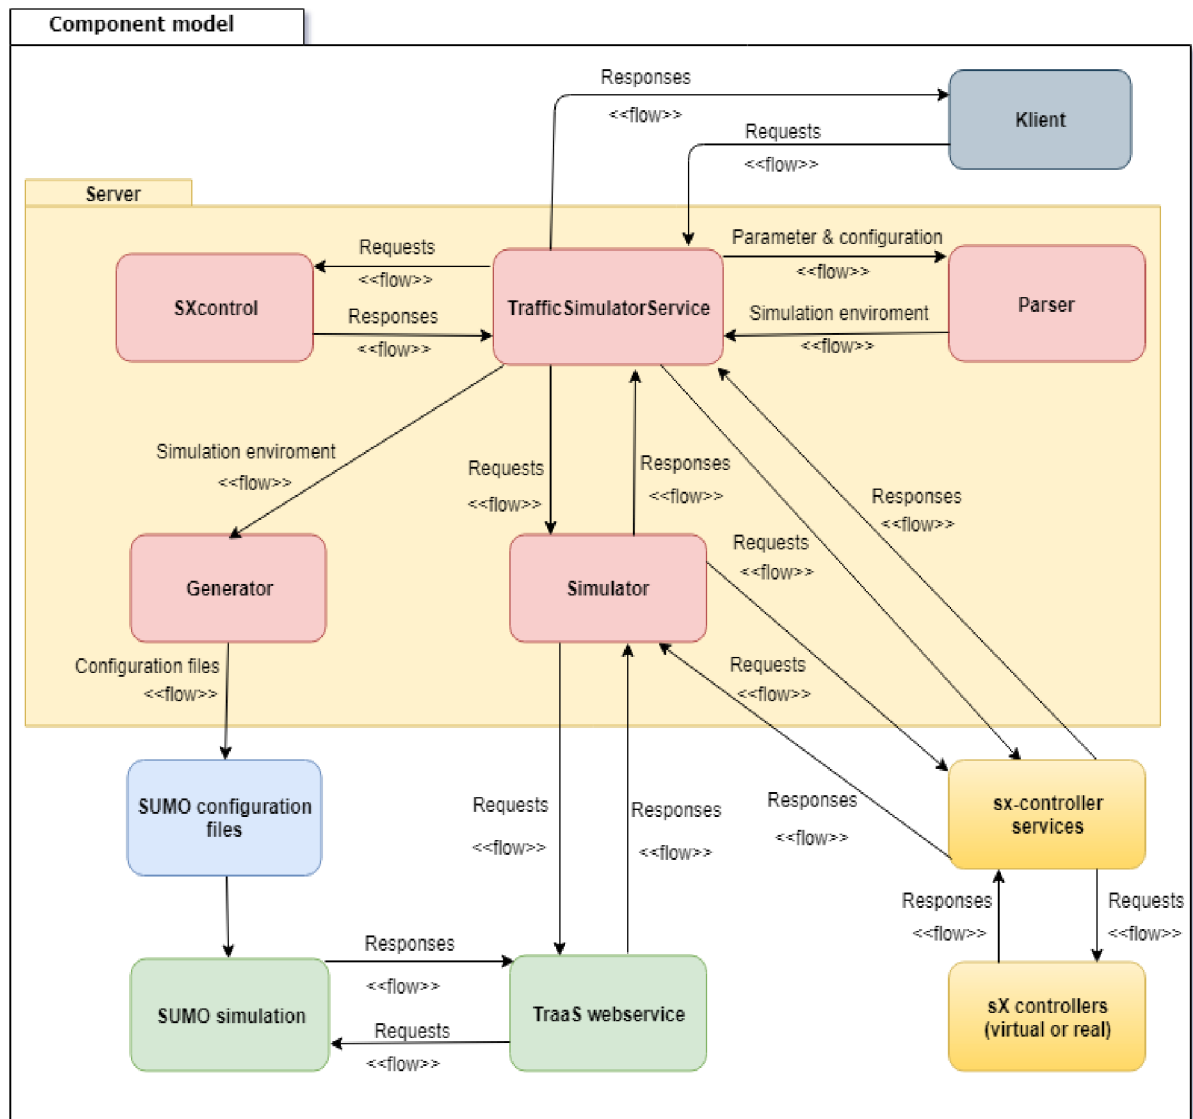 Component model
Responses
<<flow>>
Klient
Requests
<<flow>>
Server
Requests
<<flow>>
Parameter & configuration
<<flow>>
SXcontrol
TrafficSimulatorService
Parser
Responses
<<flow>>
Simulation enviroment
<<flow>>
Simulation enviroment
<<flow>>
Requests
<<flow>>
Responses
<<flow>>
Responses
<<flow>>
Requests
<<flow>>
Generator
Simulator
Configuration files
<<flow>>
Requests
<<flow>>
SUMO configuration
files
Requests
<<flow>>
Responses
<<flow>>
Responses
<<flow>>
sx-controller
services
Responses
<<flow>>
Requests
<<flow>>
Responses
<<flow>>
SUMO simulation
TraaS webservice
Requests
<<flow>>
sX controllers
(virtual or real)